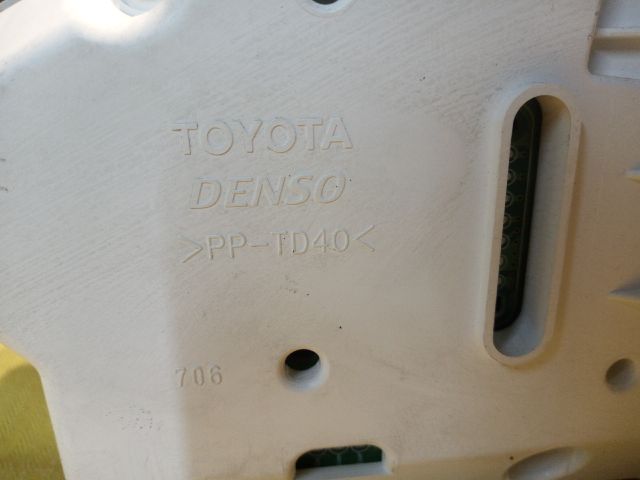 TOYOTA
DENSO
>PP-TD40<
706